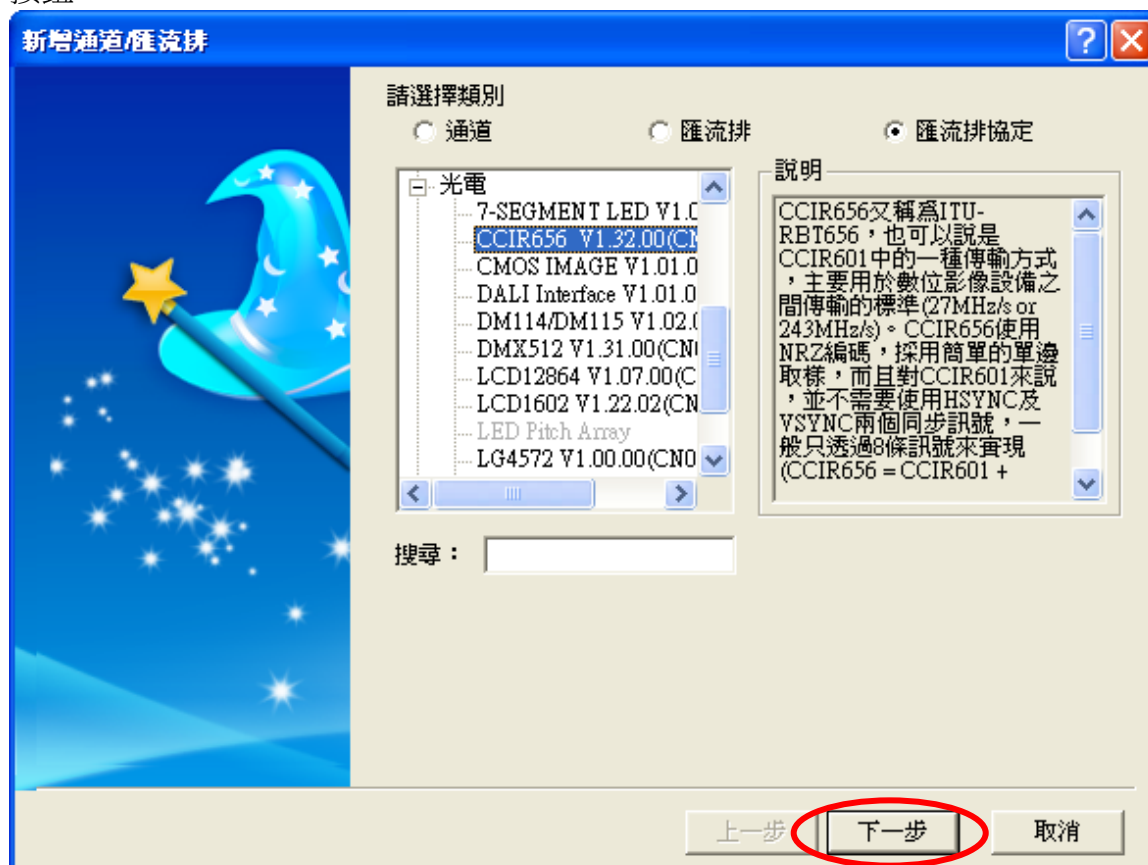 新增通道/匯流排
請選擇類別
通道
匯流排
匯流排協定
光電
7-SEGMENT LED V1.0
CCIR656 V1.32.00(CN
CMOS IMAGE V1.01.0
DALI Interface V1.01.0
DM114/DM115 V1.02.(
DMX512 V1.31.00(CN
LCD12864 V1.07.00(C
LCD1602 V1.22.02(CN
LED Pitch Array
LG4572 V1.00.00(CN0
說明
CCIR656又稱為ITU-
RBT656,也可以說是
CCIR601中的一種傳輸方式
,主要用於數位影像設備之
間傳輸的標準(27MHz/s or
243MHz/s)。CCIR656使用
NRZ編碼,採用簡單的單邊
取樣,而且對CCIR601來說
,並不需要使用HSYNC及
VSYNC兩個同步訊號,一
般只透過8條訊號來實現
(CCIR656 = CCIR601 +
搜尋:
上一步
下一步
取消